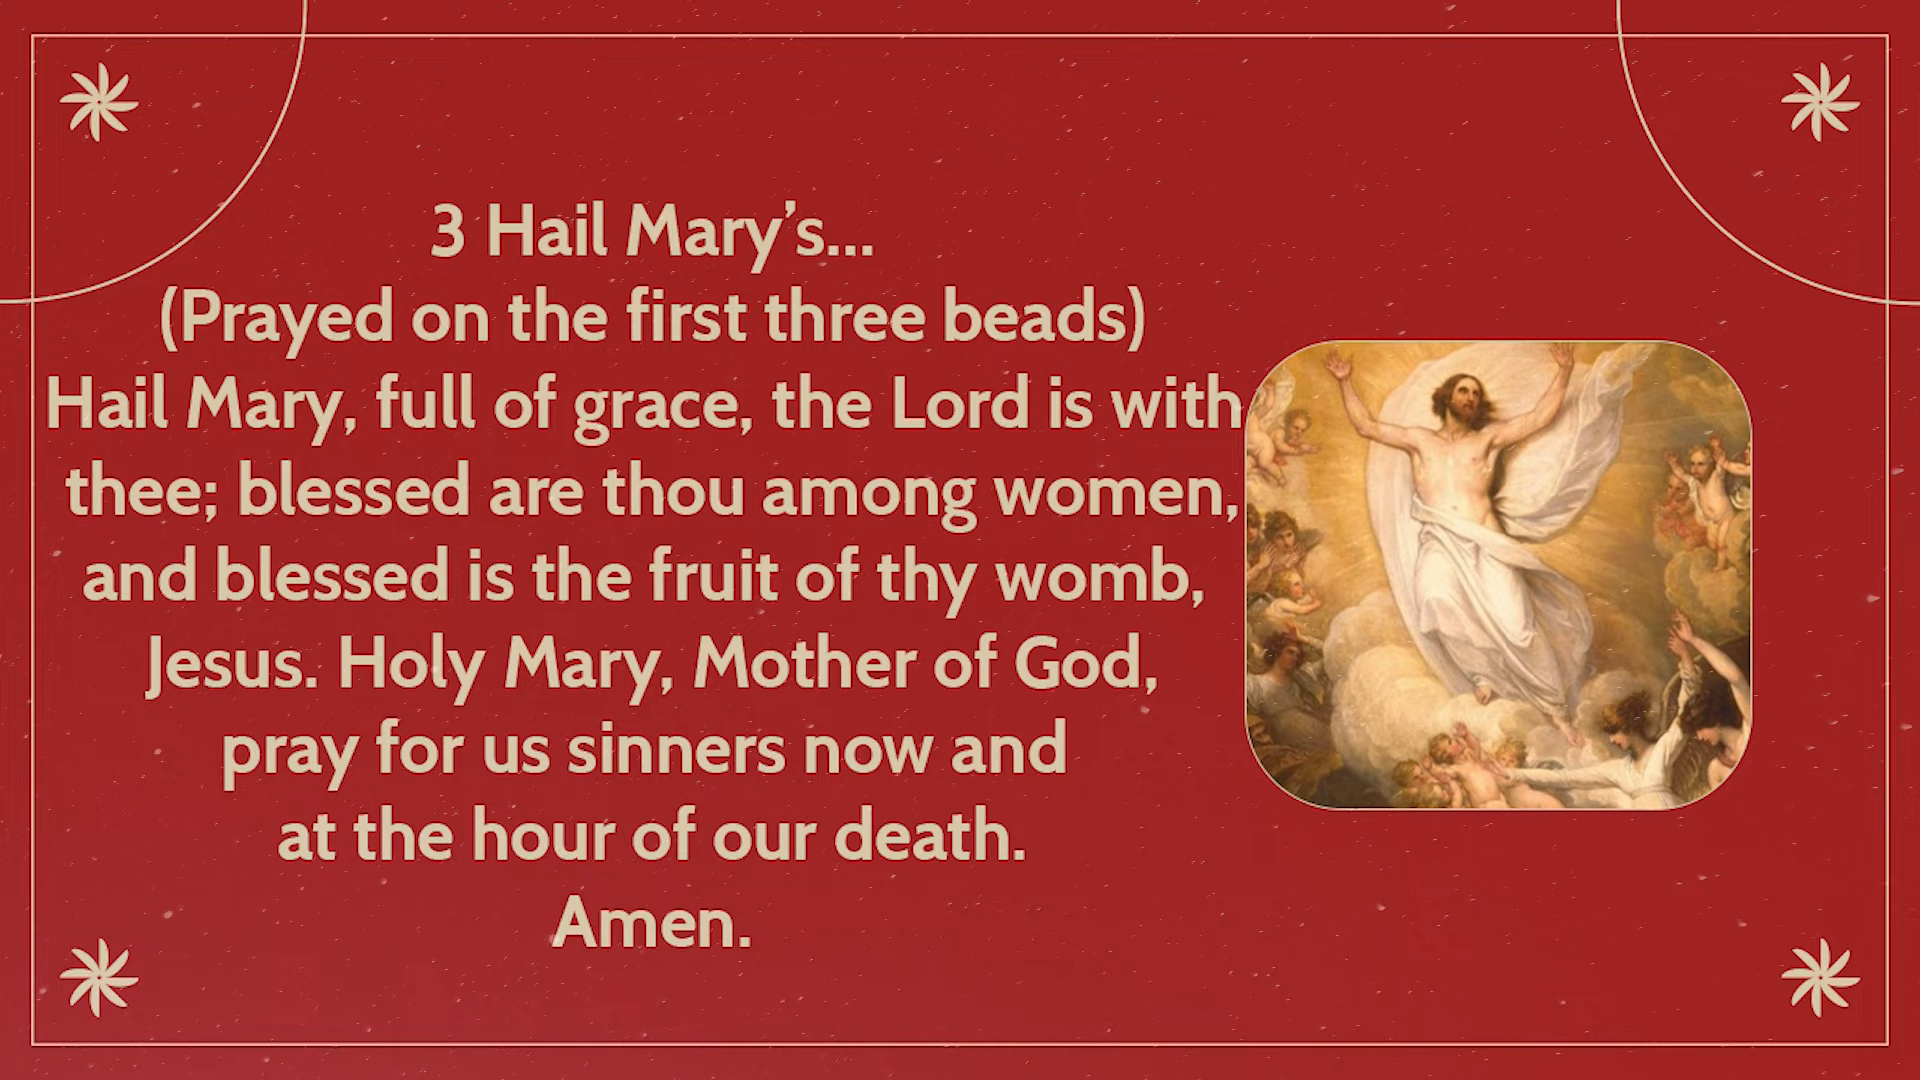 3 Hail Mary’s...
(Prayed on the first three beads)
Hail Mary, full of grace, the Lord is with
thee; blessed are thou among women,
and blessed is the fruit of thy womb,
Jesus. Holy Mary, Mother of God,
pray for us sinners now and
at the hour of our death.
Amen.